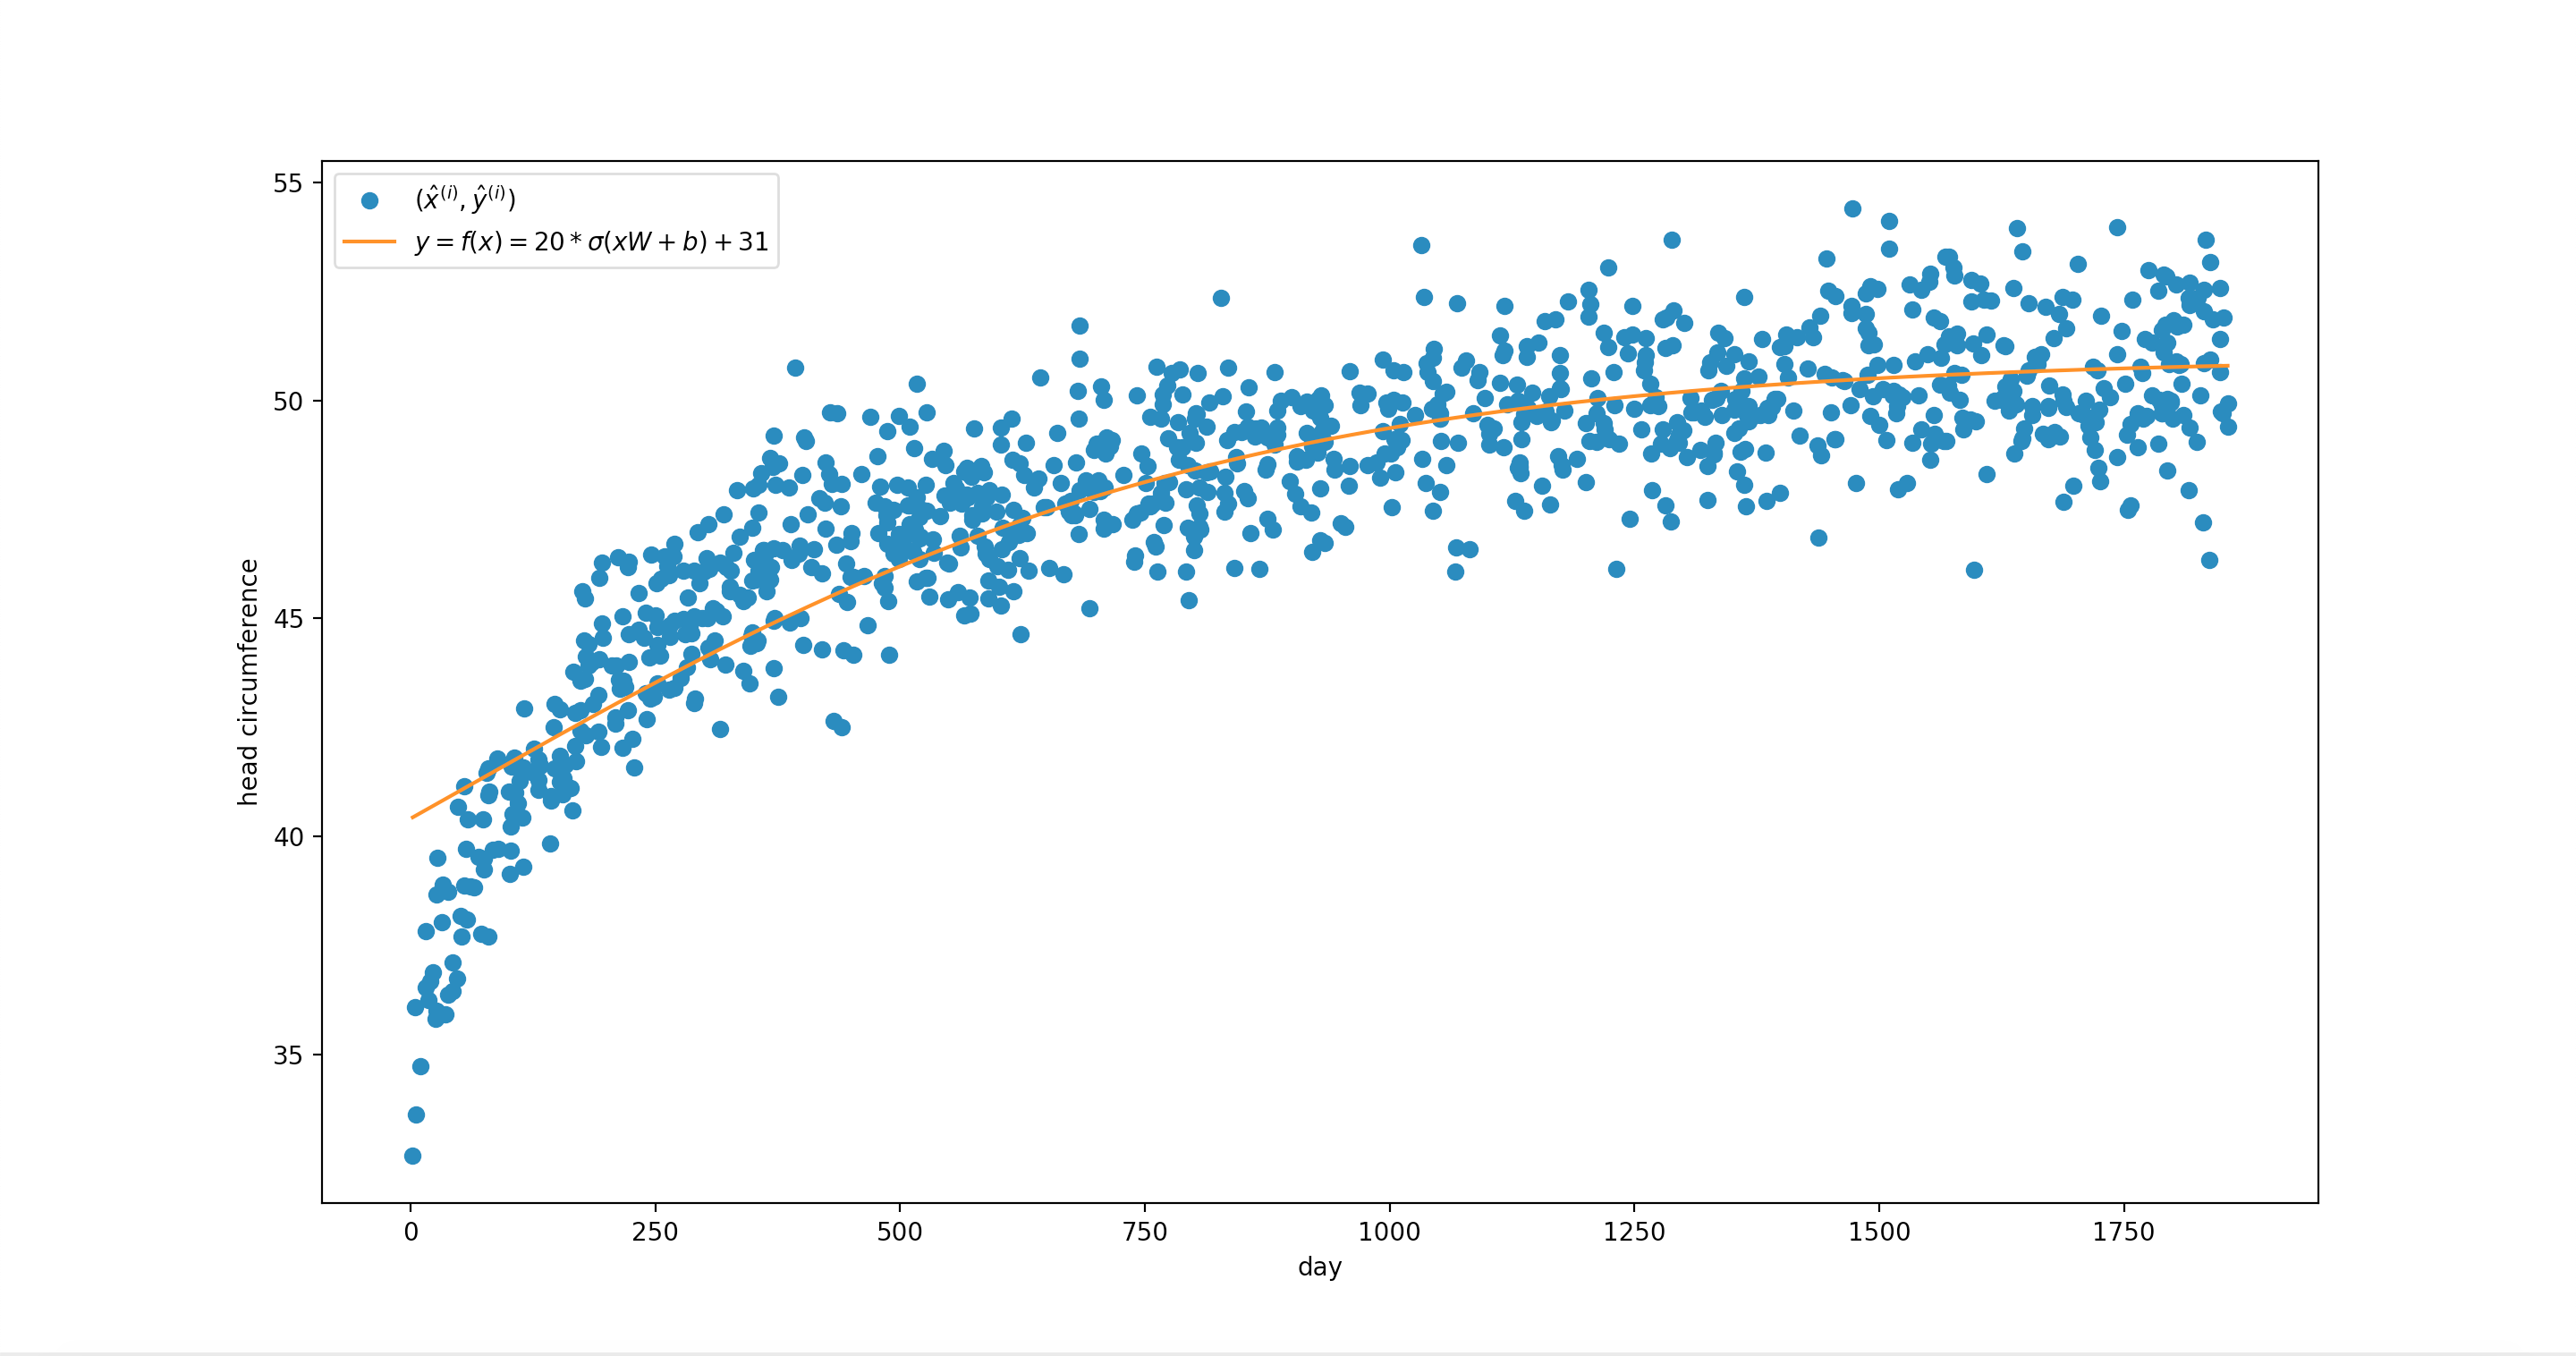 55
50
45
40
35
head circumference
(x̂⁽ⁱ⁾, ŷ⁽ⁱ⁾)
y = f(x) = 20 * σ(xW + b) + 31
0 250 500 750 1000 1250 1500 1750
day